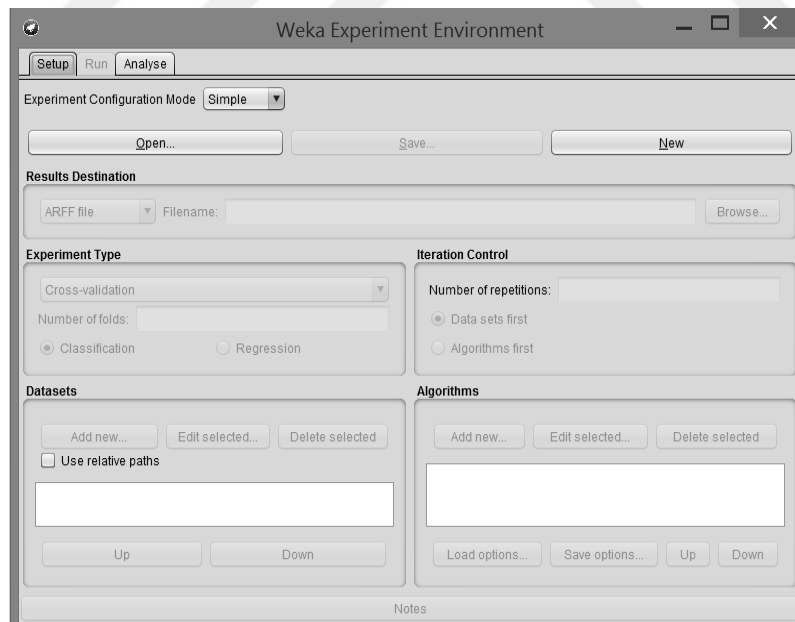 Weka Experiment Environment
Setup Run Analyse
Experiment Configuration Mode Simple
Open... Save... New
Results Destination
ARFF file Filename: Browse...
Experiment Type Iteration Control
Cross-validation Number of repetitions:
Number of folds: Data sets first
Classification Regression Algorithms first
Datasets Algorithms
Add new... Edit selected... Delete selected Add new... Edit selected... Delete selected
Use relative paths
Up Down Load options... Save options... Up Down
Notes